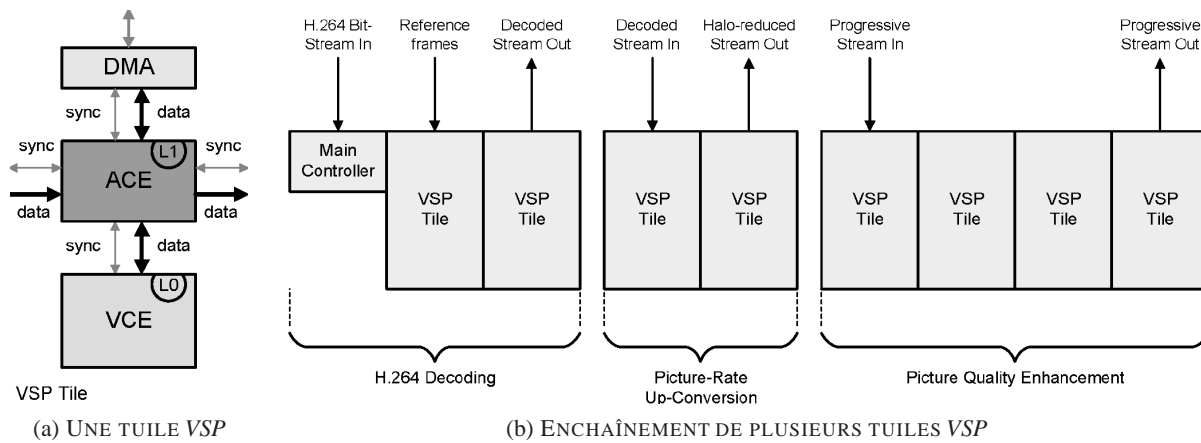 DMA
sync
data
sync
L1
sync
ACE
data
data
sync
data
L0
VCE
VSP Tile
(a) UNE TUILE VSP
H.264 Bit-
Stream In
Reference
frames
Decoded
Stream Out
Decoded
Stream In
Halo-reduced
Stream Out
Progressive
Stream In
Progressive
Stream Out
Main
Controller
VSP
Tile
VSP
Tile
VSP
Tile
VSP
Tile
VSP
Tile
VSP
Tile
VSP
Tile
VSP
Tile
H.264 Decoding
Picture-Rate
Up-Conversion
Picture Quality Enhancement
(b) ENCHAÎNEMENT DE PLUSIEURS TUILES VSP